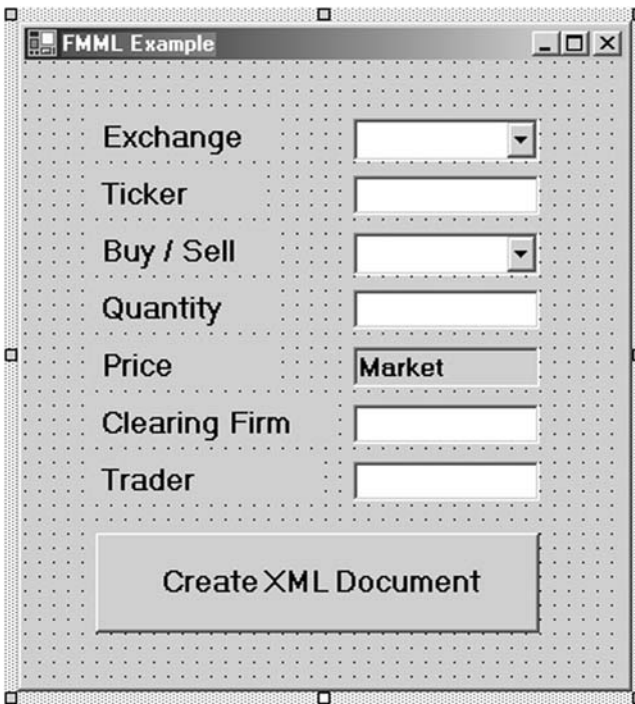 FMML Example
Exchange
Ticker
Buy / Sell
Quantity
Price Market
Clearing Firm
Trader
Create XML Document